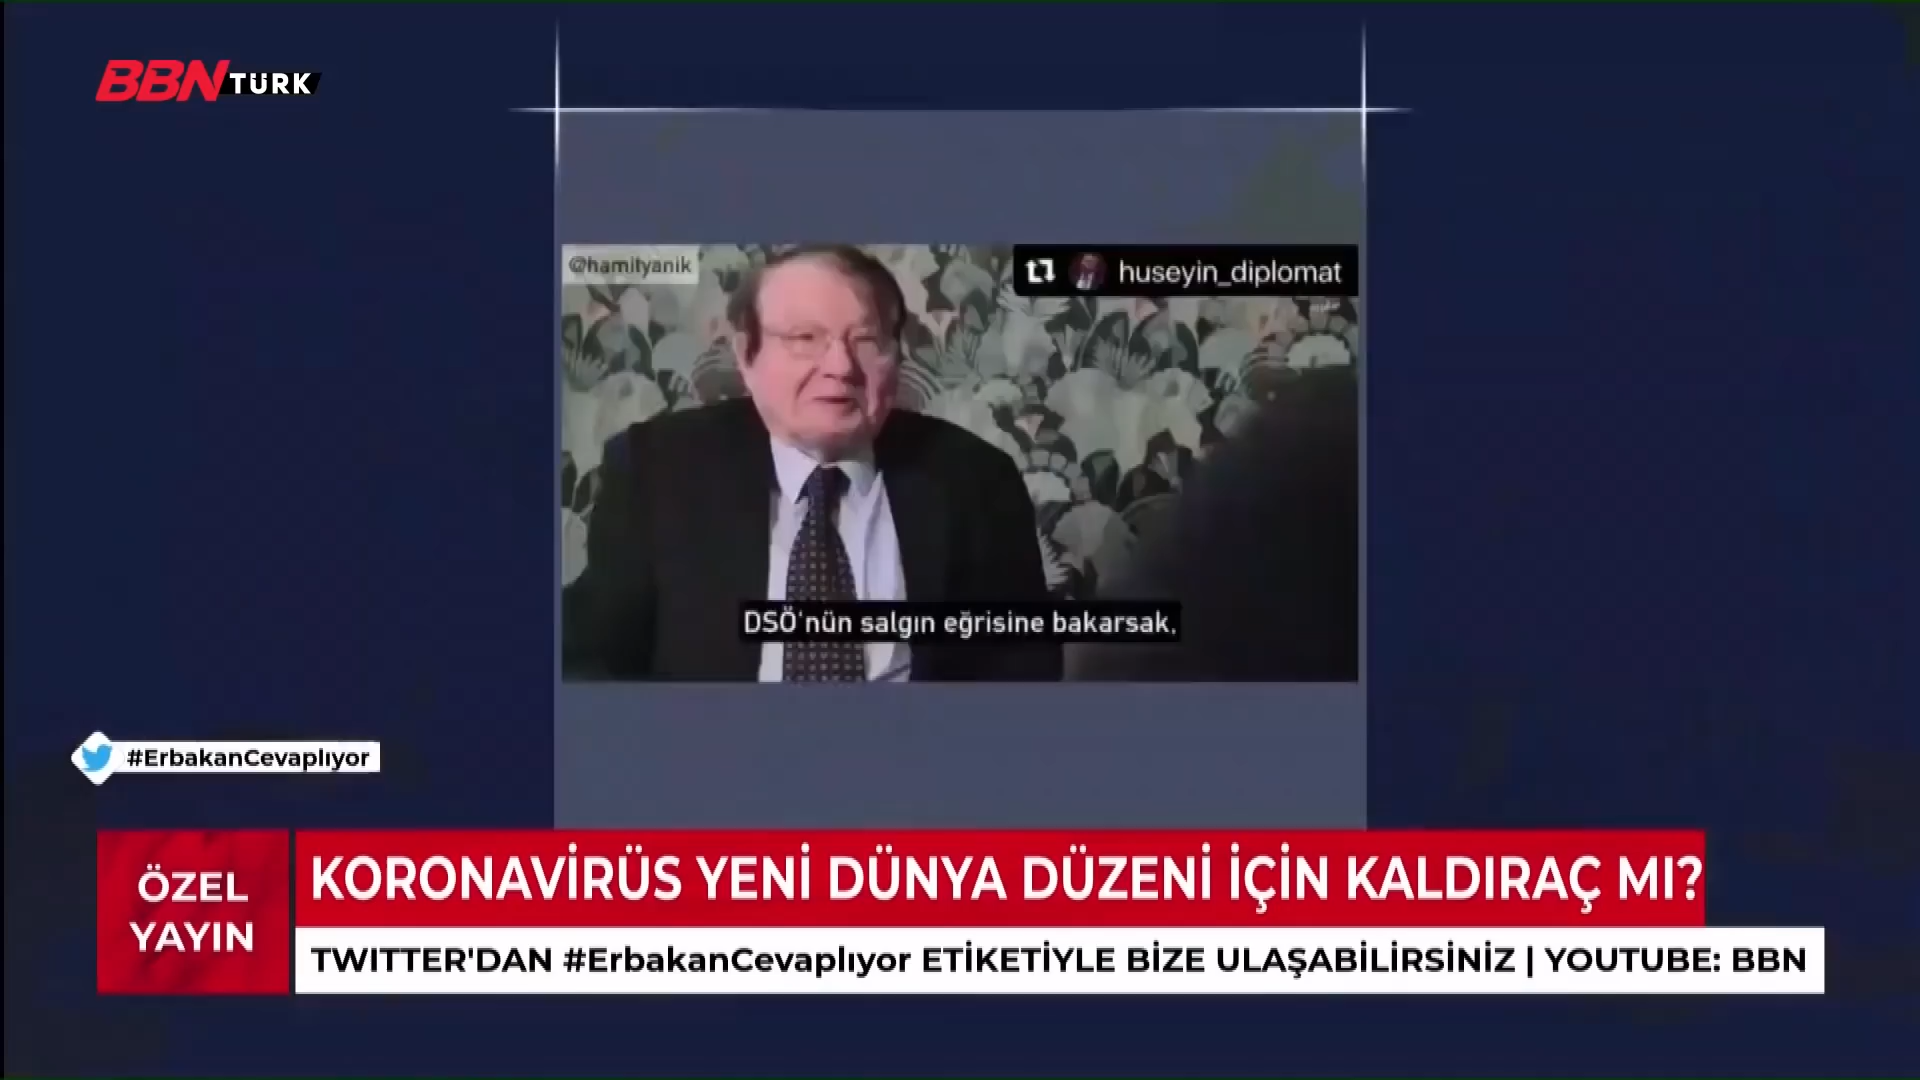 BBN TÜRK
@hamityanik
huseyin_diplomat
DSÖ'nün salgın eğrisine bakarsak,
#ErbakanCevaplıyor
ÖZEL
YAYIN
KORONAVİRÜS YENİ DÜNYA DÜZENİ İÇİN KALDIRAÇ MI?
TWITTER'DAN #ErbakanCevaplıyor ETİKETİYLE BİZE ULAŞABİLİRSİNİZ | YOUTUBE: BBN